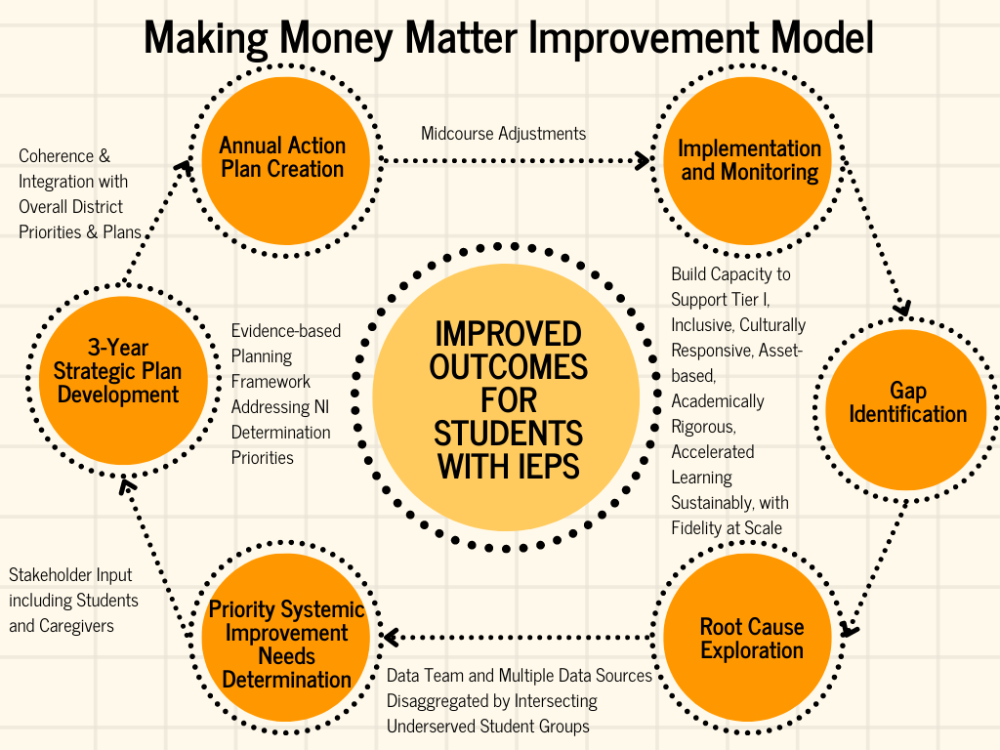 Making Money Matter Improvement Model
Annual Action
Plan Creation
Midcourse Adjustments
Implementation
and Monitoring
Coherence &
Integration with
Overall District
Priorities & Plans
3-Year
Strategic Plan
Development
Evidence-based
Planning
Framework
Addressing NI
Determination
Priorities
IMPROVED
OUTCOMES
FOR
STUDENTS
WITH IEPS
Build Capacity to
Support Tier I,
Inclusive, Culturally
Responsive, Asset-
based,
Academically
Rigorous,
Accelerated
Learning
Sustainably, with
Fidelity at Scale
Gap
Identification
Stakeholder Input
including Students
and Caregivers
Priority Systemic
Improvement
Needs
Determination
Data Team and Multiple Data Sources
Disaggregated by Intersecting
Underserved Student Groups
Root Cause
Exploration